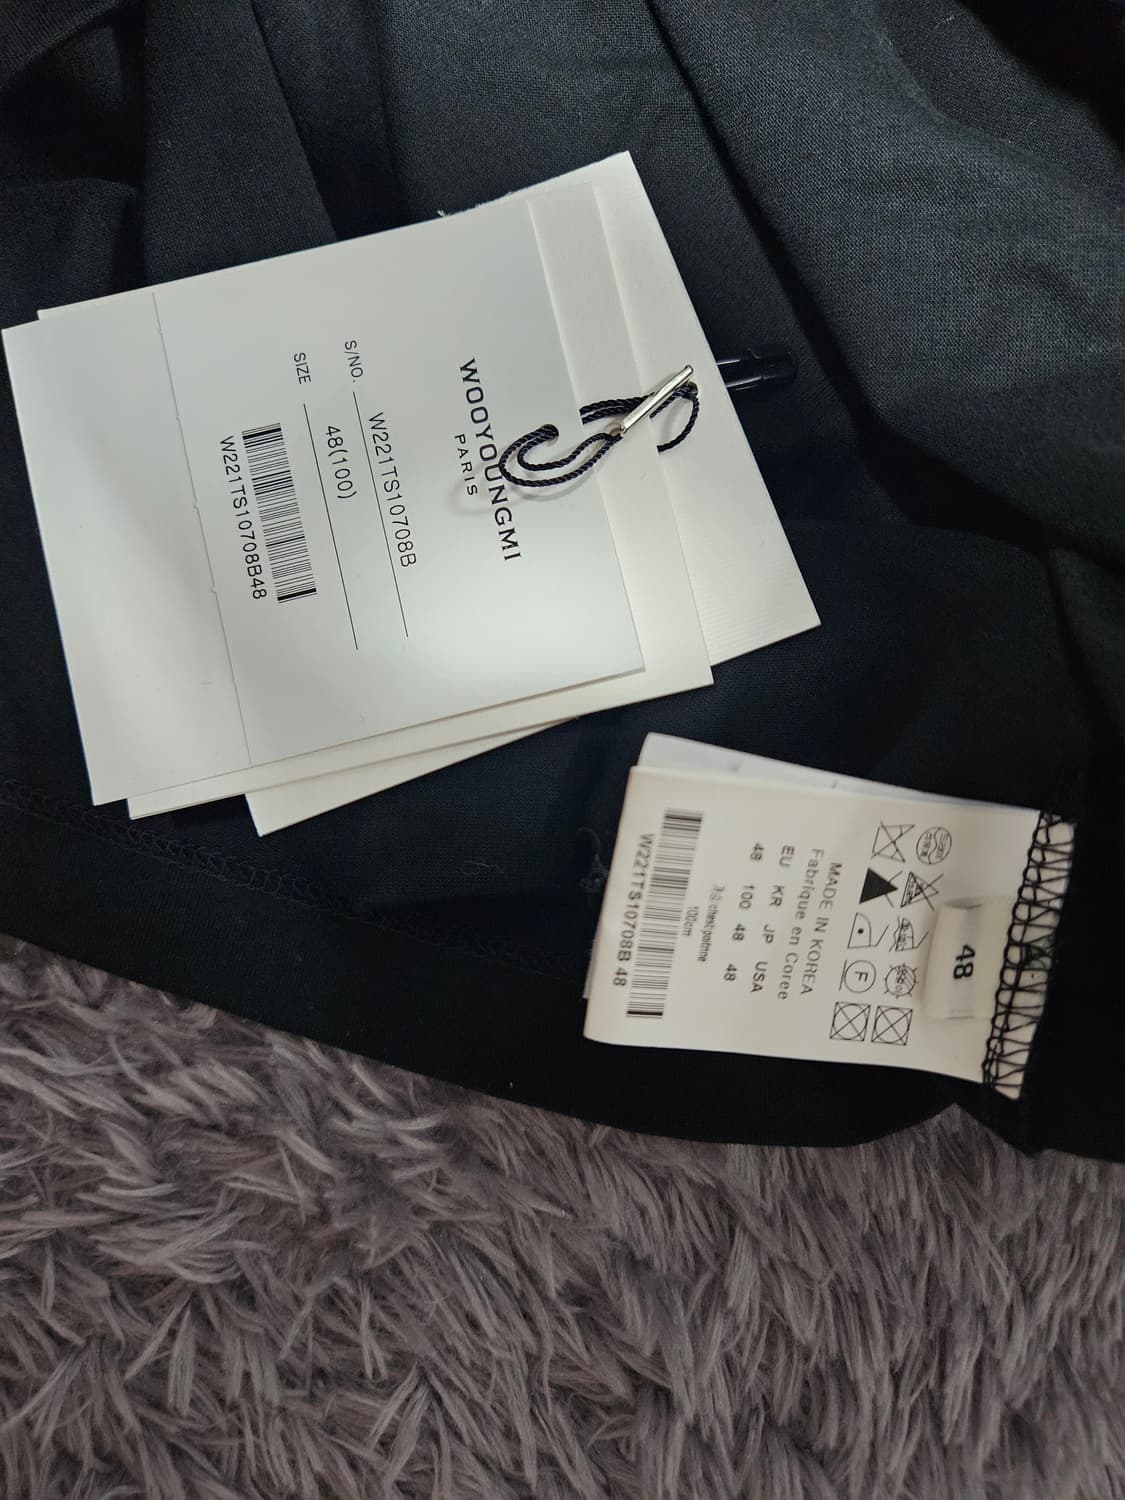 WOOYOUNGMI
PARIS
S/NO. W221TS10708B
SIZE 48(100)
W221TS10708B48
48
MADE IN KOREA
Fabrique en Coree
EU KR JP USA
48 100 48 48
100cm
W221TS10708B 48